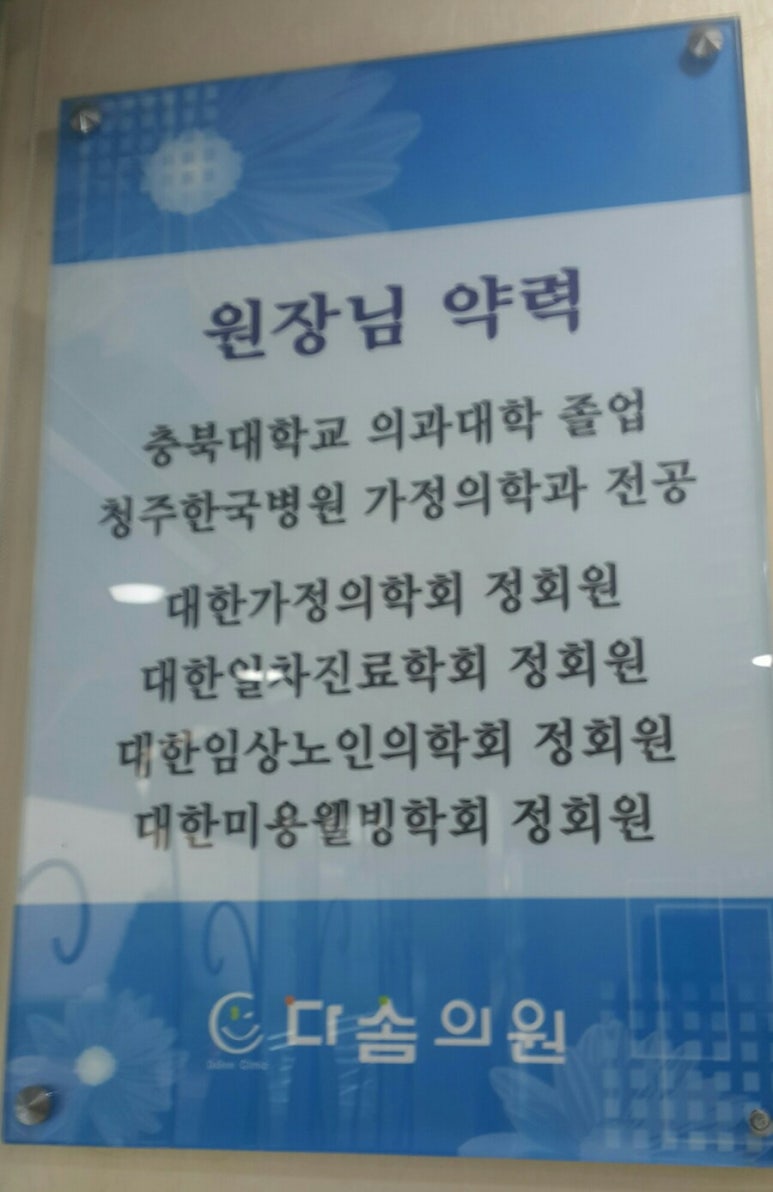 원장님 약력
충북대학교 의과대학 졸업
청주한국병원 가정의학과 전공
대한가정의학회 정회원
대한일차진료학회 정회원
대한임상노인의학회 정회원
대한미용웰빙학회 정회원
다솜의원